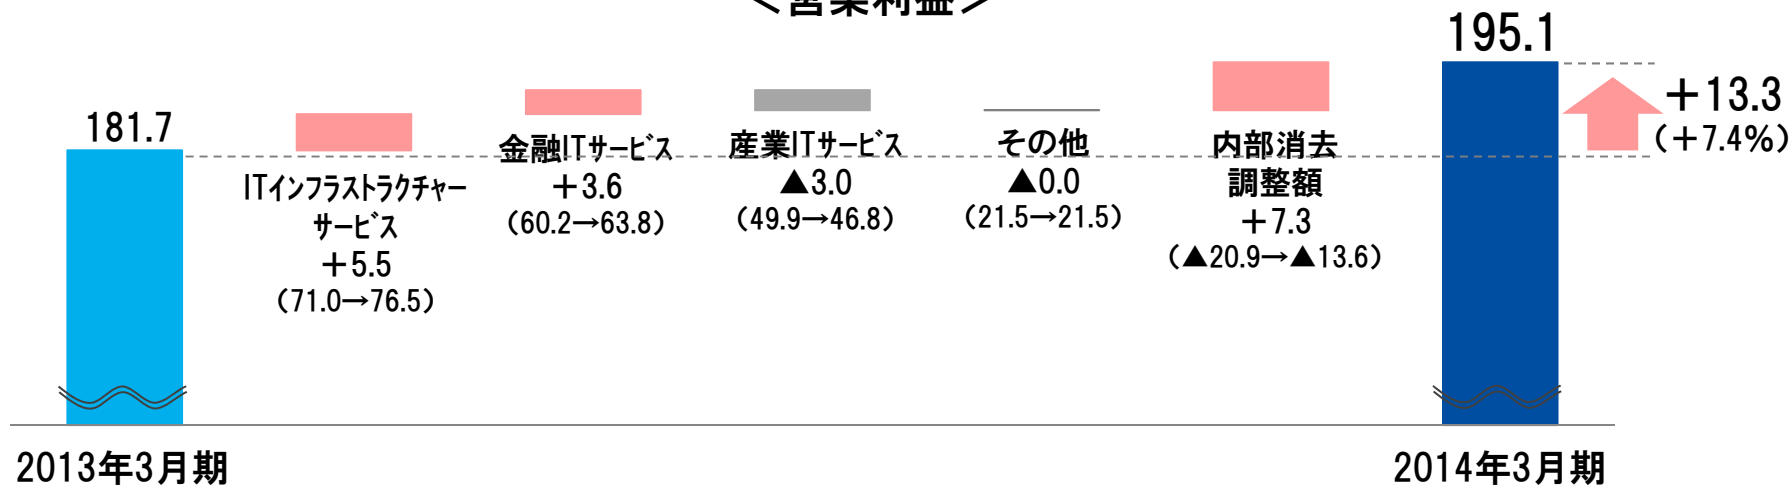 ＜営業利益＞
181.7
ITインフラストラクチャー
サービス
＋5.5
（71.0→76.5）
金融ITサービス
＋3.6
（60.2→63.8）
産業ITサービス
▲3.0
（49.9→46.8）
その他
▲0.0
（21.5→21.5）
内部消去
調整額
＋7.3
（▲20.9→▲13.6）
195.1
＋13.3
（＋7.4%）
2013年3月期
2014年3月期